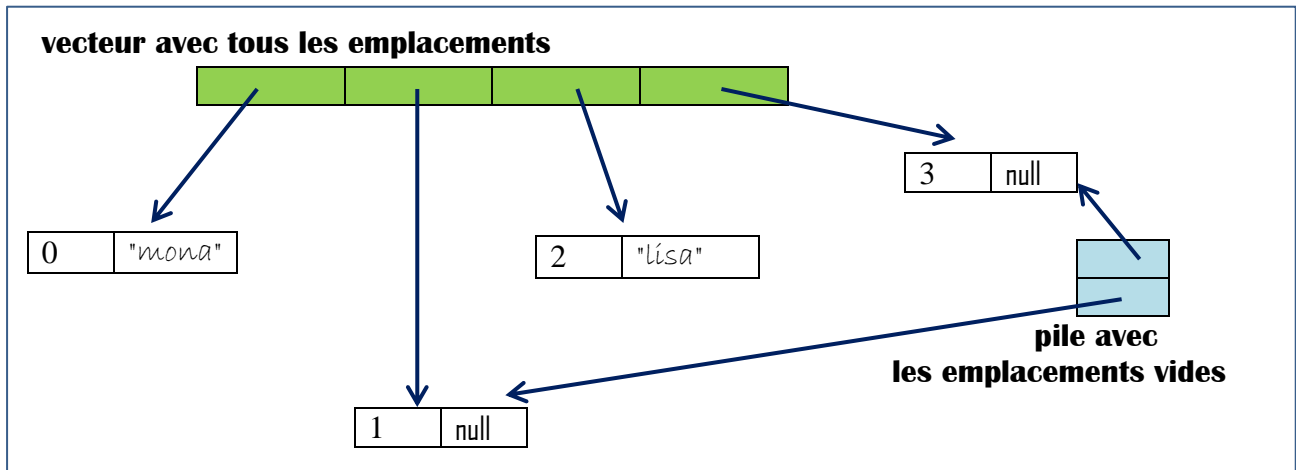 vecteur avec tous les emplacements
3 null
0 "mona"
2 "lisa"
pile avec
les emplacements vides
1 null